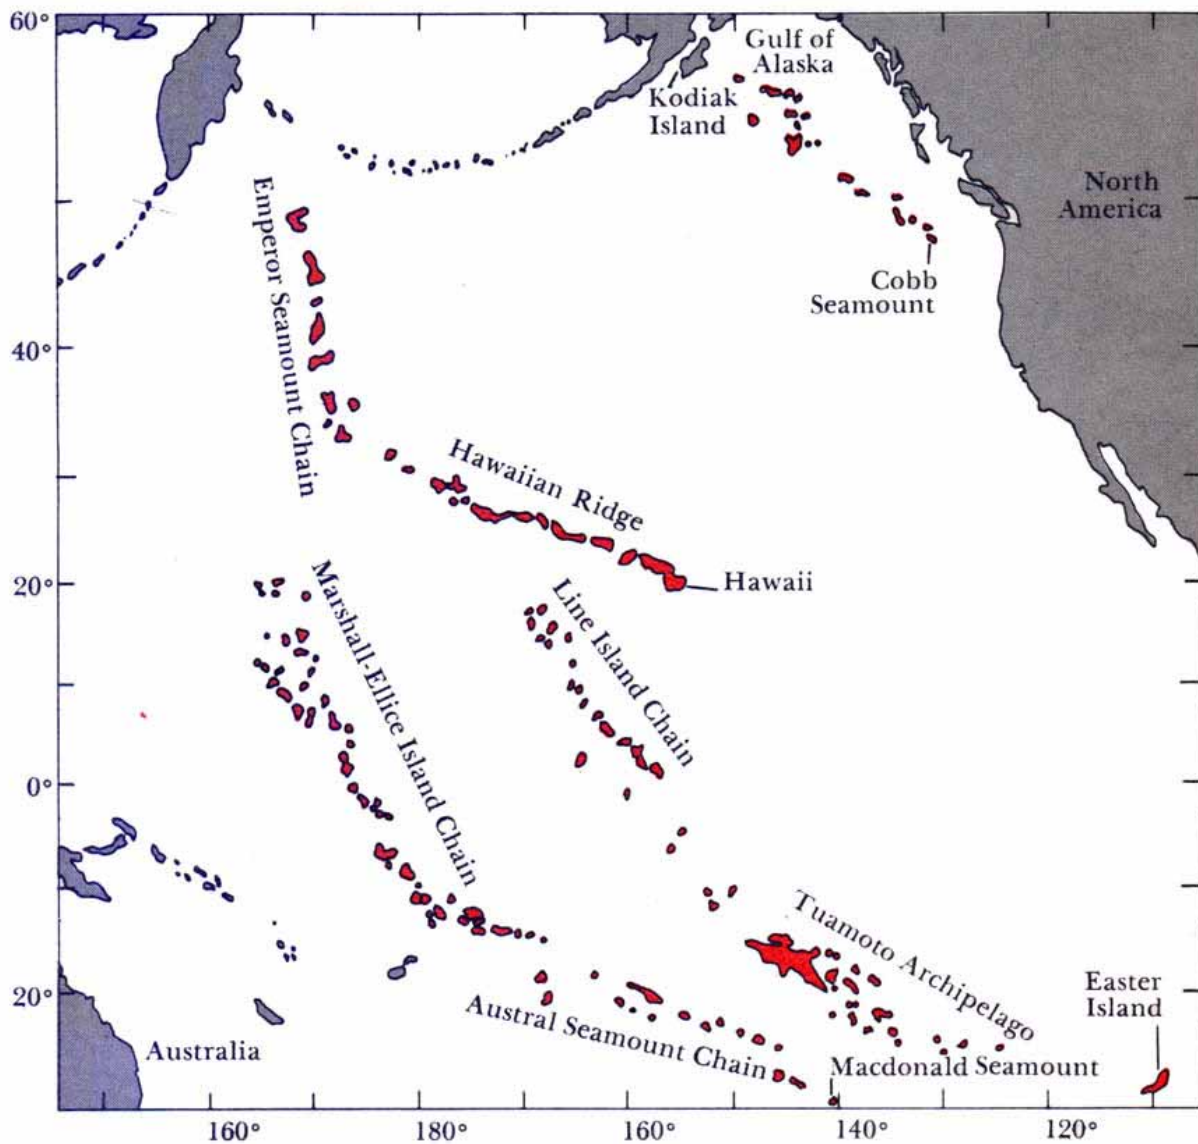 60°
40°
20°
0°
20°
160°
180°
160°
140°
120°
Gulf of
Alaska
Kodiak
Island
North
America
Cobb
Seamount
Emperor Seamount Chain
Hawaiian Ridge
Hawaii
Marshall-Ellice Island Chain
Line Island Chain
Tuamoto Archipelago
Easter
Island
Austral Seamount Chain
Macdonald Seamount
Australia